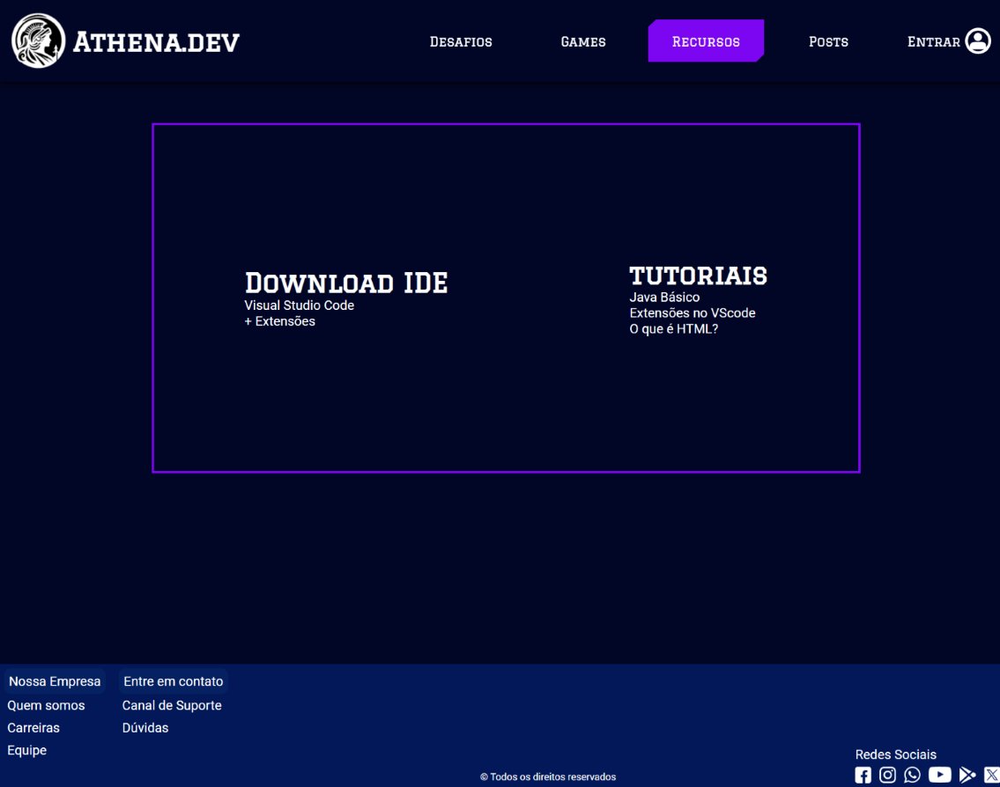 Athena.dev
Desafios
Games
Recursos
Posts
Entrar
Download IDE
Visual Studio Code
+ Extensões
TUTORIAIS
Java Básico
Extensões no VScode
O que é HTML?
Nossa Empresa
Quem somos
Carreiras
Equipe
Entre em contato
Canal de Suporte
Dúvidas
© Todos os direitos reservados
Redes Sociais